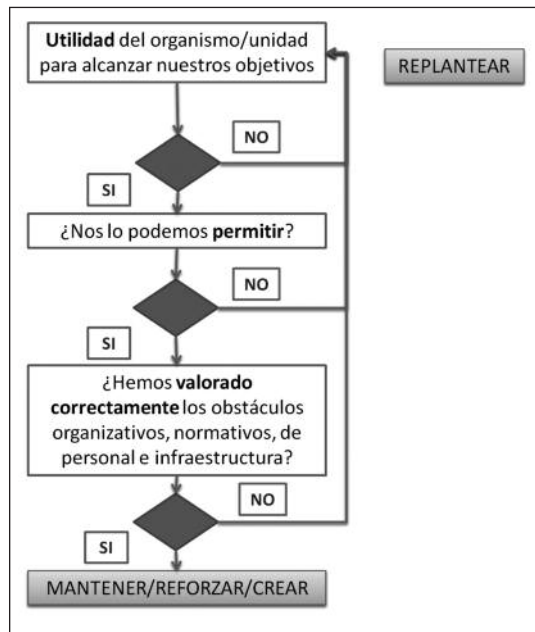 Utilidad del organismo/unidad
para alcanzar nuestros objetivos
REPLANTEAR
NO
SI
¿Nos lo podemos permitir?
NO
SI
¿Hemos valorado
correctamente los obstáculos
organizativos, normativos, de
personal e infraestructura?
NO
SI
MANTENER/REFORZAR/CREAR